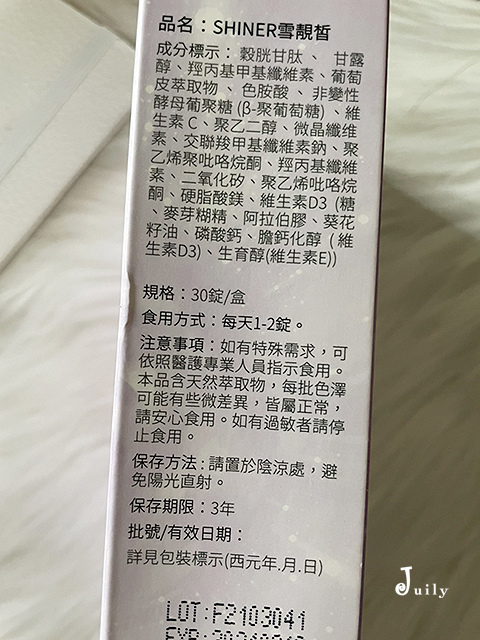 品名：SHINER雪靚皙
成分標示：穀胱甘肽、甘露
醇、羥丙基甲基纖維素、葡萄
皮萃取物、色胺酸、非變性
酵母葡聚糖(β-聚葡萄糖)、維
生素C、聚乙二醇、微晶纖維
素、交聯羧甲基纖維素鈉、聚
乙烯聚吡咯烷酮、羥丙基纖維
素、二氧化矽、聚乙烯吡咯烷
酮、硬脂酸鎂、維生素D3（糖
、麥芽糊精、阿拉伯膠、葵花
籽油、磷酸鈣、膽鈣化醇（維
生素D3)、生育醇(維生素E))
規格：30錠/盒
食用方式：每天1-2錠。
注意事項：如有特殊需求，可
依照醫護專業人員指示食用。
本品含天然萃取物，每批色澤
可能有些微差異，皆屬正常，
請安心食用。如有過敏者請停
止食用。
保存方法：請置於陰涼處，避
免陽光直射。
保存期限：3年
批號/有效日期：
詳見包裝標示(西元年.月.日)
LOT:F2103041
Juily